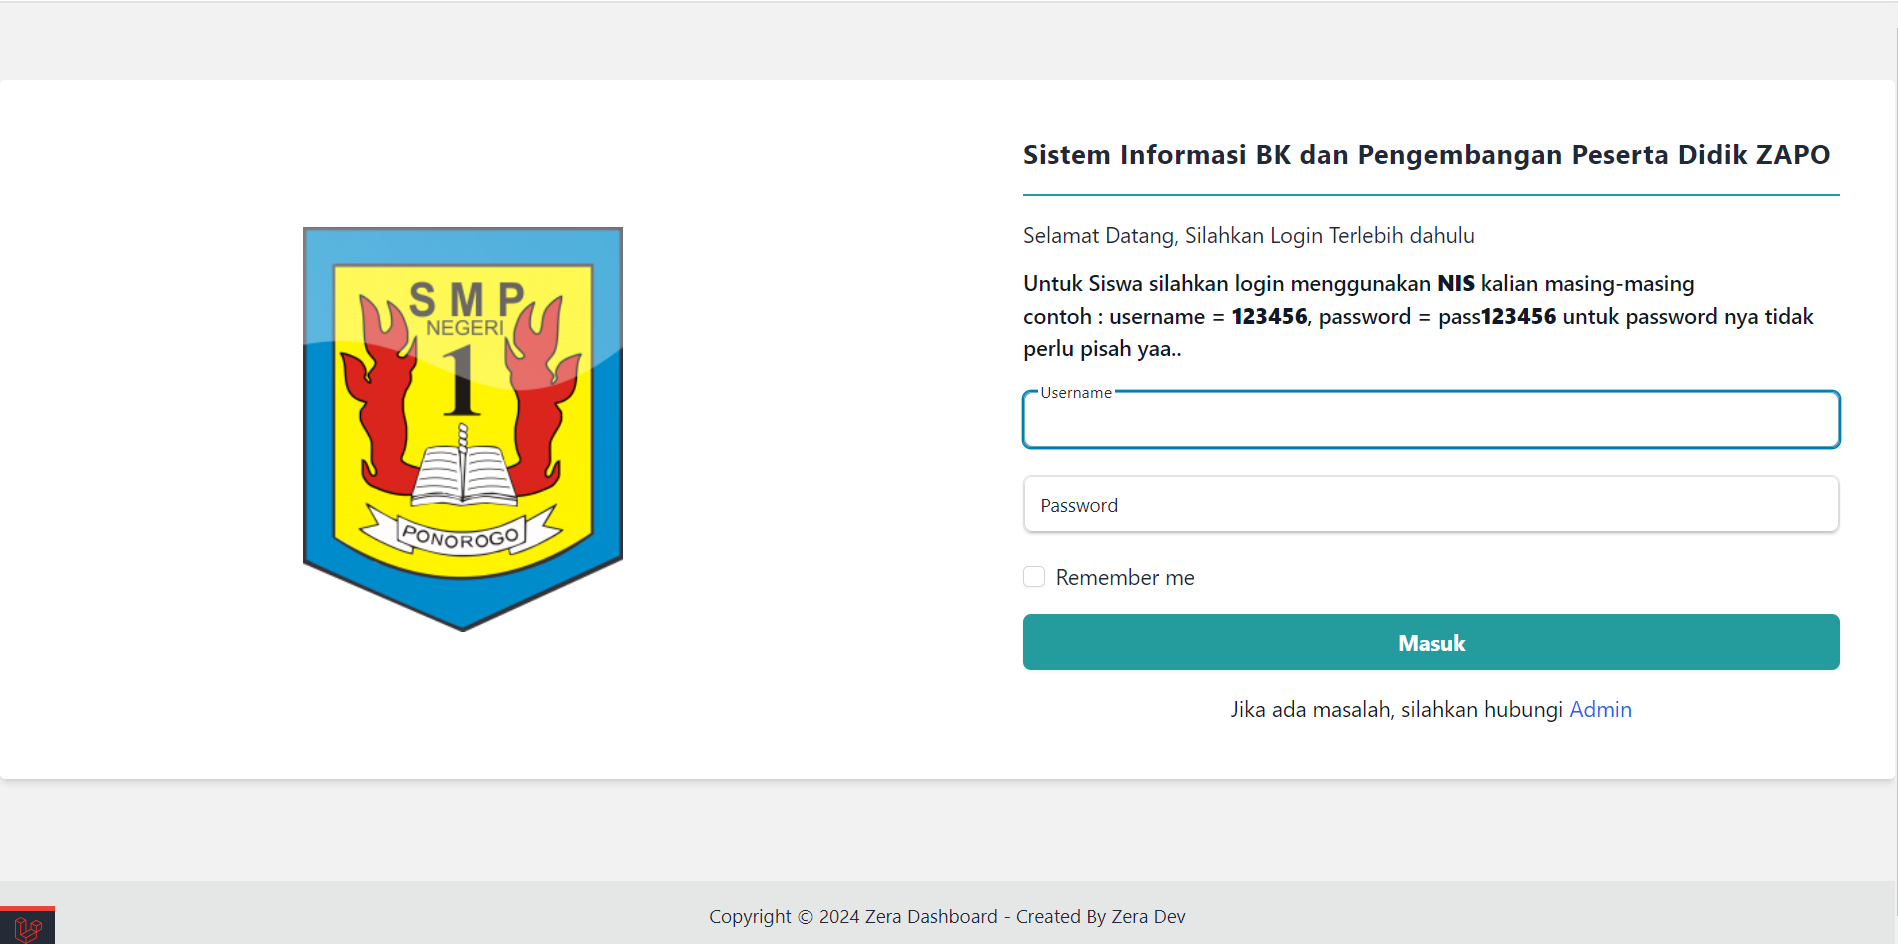 SMP
NEGERI
1
PONOROGO
Sistem Informasi BK dan Pengembangan Peserta Didik ZAPO
Selamat Datang, Silahkan Login Terlebih dahulu
Untuk Siswa silahkan login menggunakan NIS kalian masing-masing
contoh : username = 123456, password = pass123456 untuk password nya tidak
perlu pisah yaa..
Username
Password
Remember me
Masuk
Jika ada masalah, silahkan hubungi Admin
Copyright © 2024 Zera Dashboard - Created By Zera Dev